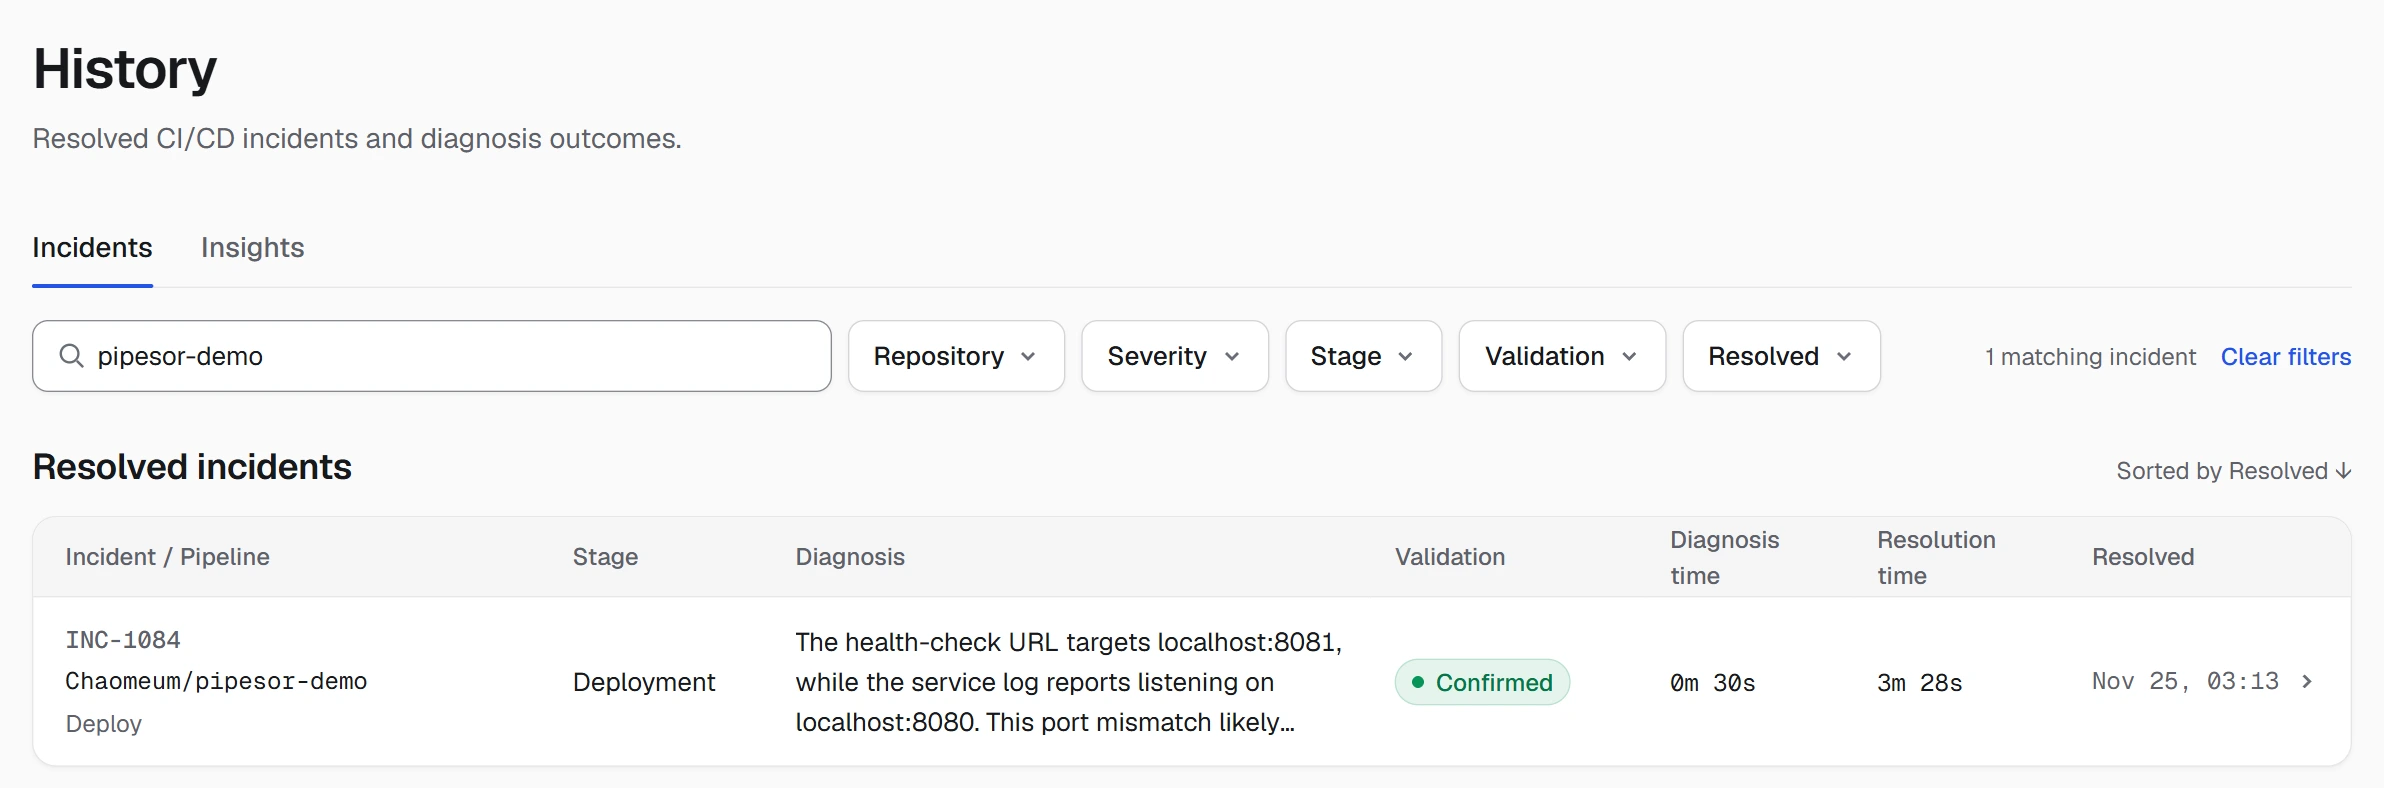 History
Resolved CI/CD incidents and diagnosis outcomes.
Incidents Insights
pipesor-demo Repository Severity Stage Validation Resolved 1 matching incident Clear filters
Resolved incidents Sorted by Resolved ↓
Incident / Pipeline Stage Diagnosis Validation Diagnosis time Resolution time Resolved
INC-1084
Chaomeum/pipesor-demo
Deploy
Deployment
The health-check URL targets localhost:8081,
while the service log reports listening on
localhost:8080. This port mismatch likely...
Confirmed
0m 30s
3m 28s
Nov 25, 03:13